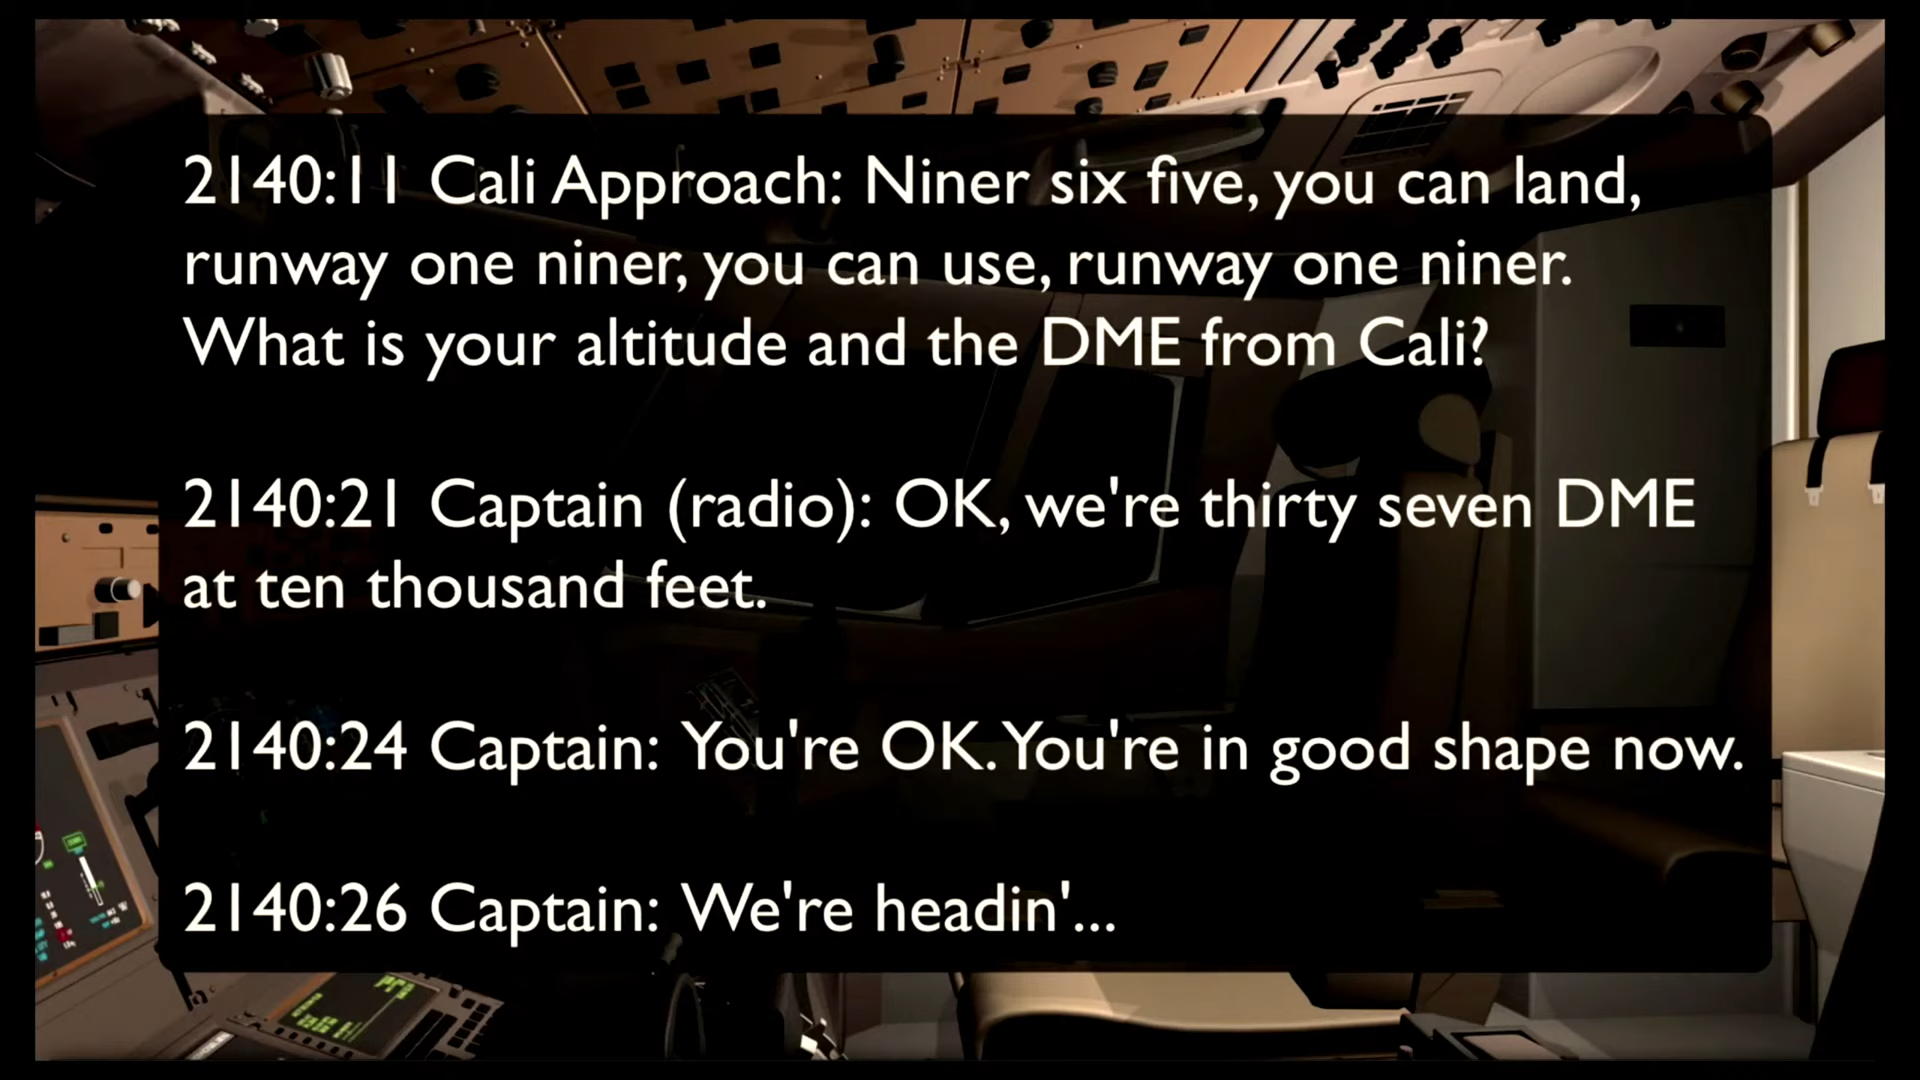 2140:11 Cali Approach: Niner six five, you can land,
runway one niner, you can use, runway one niner.
What is your altitude and the DME from Cali?
2140:21 Captain (radio): OK, we're thirty seven DME
at ten thousand feet.
2140:24 Captain: You're OK. You're in good shape now.
2140:26 Captain: We're headin'...